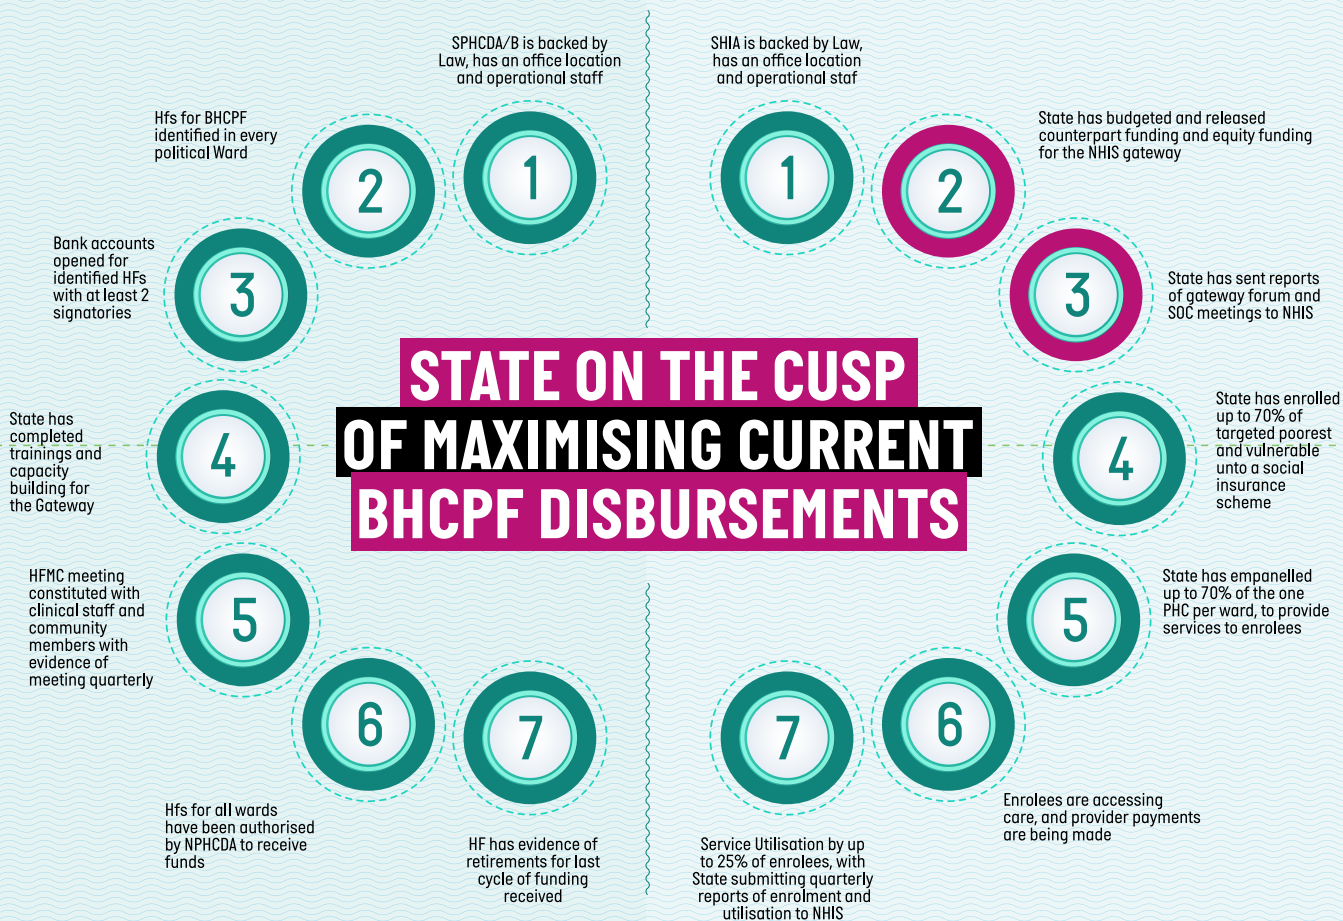 STATE ON THE CUSP
OF MAXIMISING CURRENT
BHCPF DISBURSEMENTS
1
SPHCDA/B is backed by
Law, has an office location
and operational staff
2
Hfs for BHCPF
identified in every
political Ward
3
Bank accounts
opened for
identified HFs
with at least 2
signatories
4
State has
completed
trainings and
capacity
building for
the Gateway
5
HFMC meeting
constituted with
clinical staff and
community
members with
evidence of
meeting quarterly
6
Hfs for all wards
have been authorised
by NPHCDA to receive
funds
7
HF has evidence of
retirements for last
cycle of funding
received
1
SHIA is backed by Law,
has an office location
and operational staf
2
State has budgeted and released
counterpart funding and equity funding
for the NHIS gateway
3
State has sent reports
of gateway forum and
SOC meetings to NHIS
4
State has enrolled
up to 70% of
targeted poorest
and vulnerable
unto a social
insurance
scheme
5
State has empanelled
up to 70% of the one
PHC per ward, to provide
services to enrolees
6
Enrolees are accessing
care, and provider payments
are being made
7
Service Utilisation by up
to 25% of enrolees, with
State submitting quarterly
reports of enrolment and
utilisation to NHIS